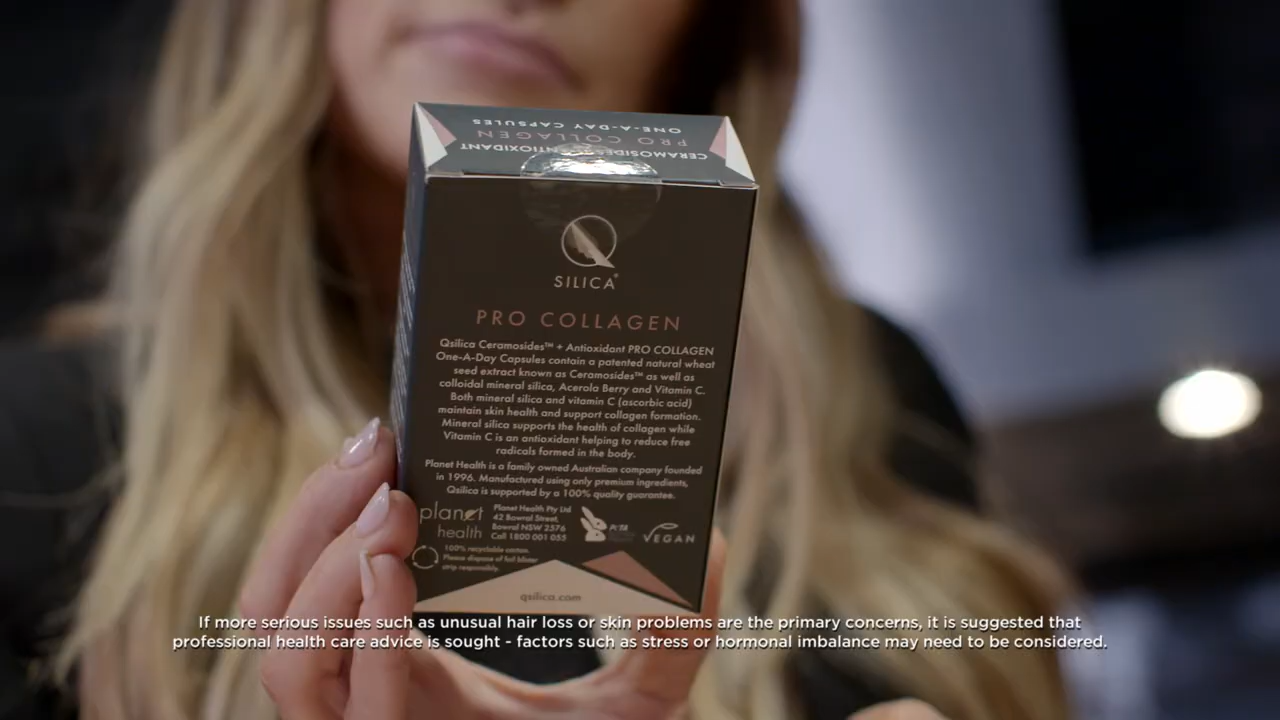 ONE-A-DAY CAPSULES
PRO COLLAGEN
CERAMOSIDES ANTIOXIDANT
SILICA®
PRO COLLAGEN
Qsilica Ceramosides™ + Antioxidant PRO COLLAGEN
One-A-Day Capsules contain a patented natural wheat
seed extract known as Ceramosides™ as well as
colloidal mineral silica, Acerola Berry and Vitamin C.
Both mineral silica and vitamin C (ascorbic acid)
maintain skin health and support collagen formation.
Mineral silica supports the health of collagen while
Vitamin C is an antioxidant helping to reduce free
radicals formed in the body.
Planet Health is a family owned Australian company founded
in 1996. Manufactured using only premium ingredients,
Qsilica is supported by a 100% quality guarantee.
planet
health
Planet Health Pty Ltd
42 Bowral Street,
Bowral NSW 2576
Call 1800 001 055
PETA
VEGAN
100% recyclable carton.
Please dispose of foil blister
strip responsibly.
qsilica.com
If more serious issues such as unusual hair loss or skin problems are the primary concerns, it is suggested that
professional health care advice is sought - factors such as stress or hormonal imbalance may need to be considered.